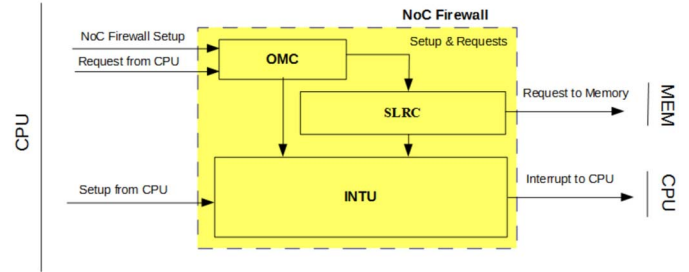 NoC Firewall
NoC Firewall Setup
Setup & Requests
OMC
Request from CPU
Request to Memory
MEM
SLRC
CPU
Setup from CPU
INTU
Interrupt to CPU
CPU